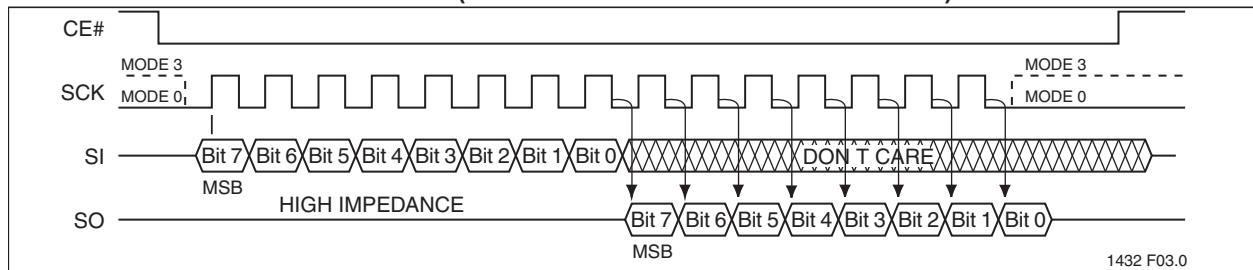 CE#
MODE 3
MODE 3
SCK
MODE 0
MODE 0
SI
Bit 7 Bit 6 Bit 5 Bit 4 Bit 3 Bit 2 Bit 1 Bit 0
DON T CARE
MSB
HIGH IMPEDANCE
SO
Bit 7 Bit 6 Bit 5 Bit 4 Bit 3 Bit 2 Bit 1 Bit 0
MSB
1432 F03.0